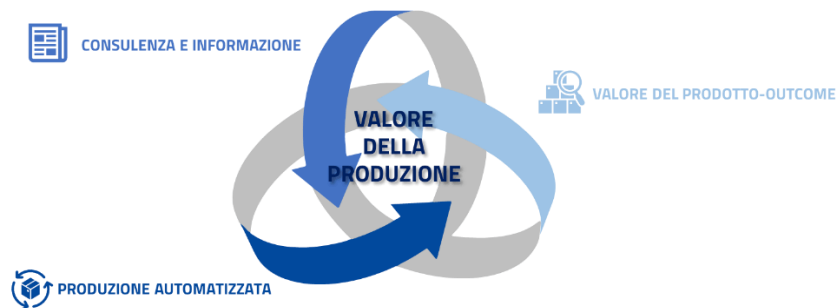 CONSULENZA E INFORMAZIONE
VALORE DEL PRODOTTO-OUTCOME
VALORE
DELLA
PRODUZIONE
PRODUZIONE AUTOMATIZZATA